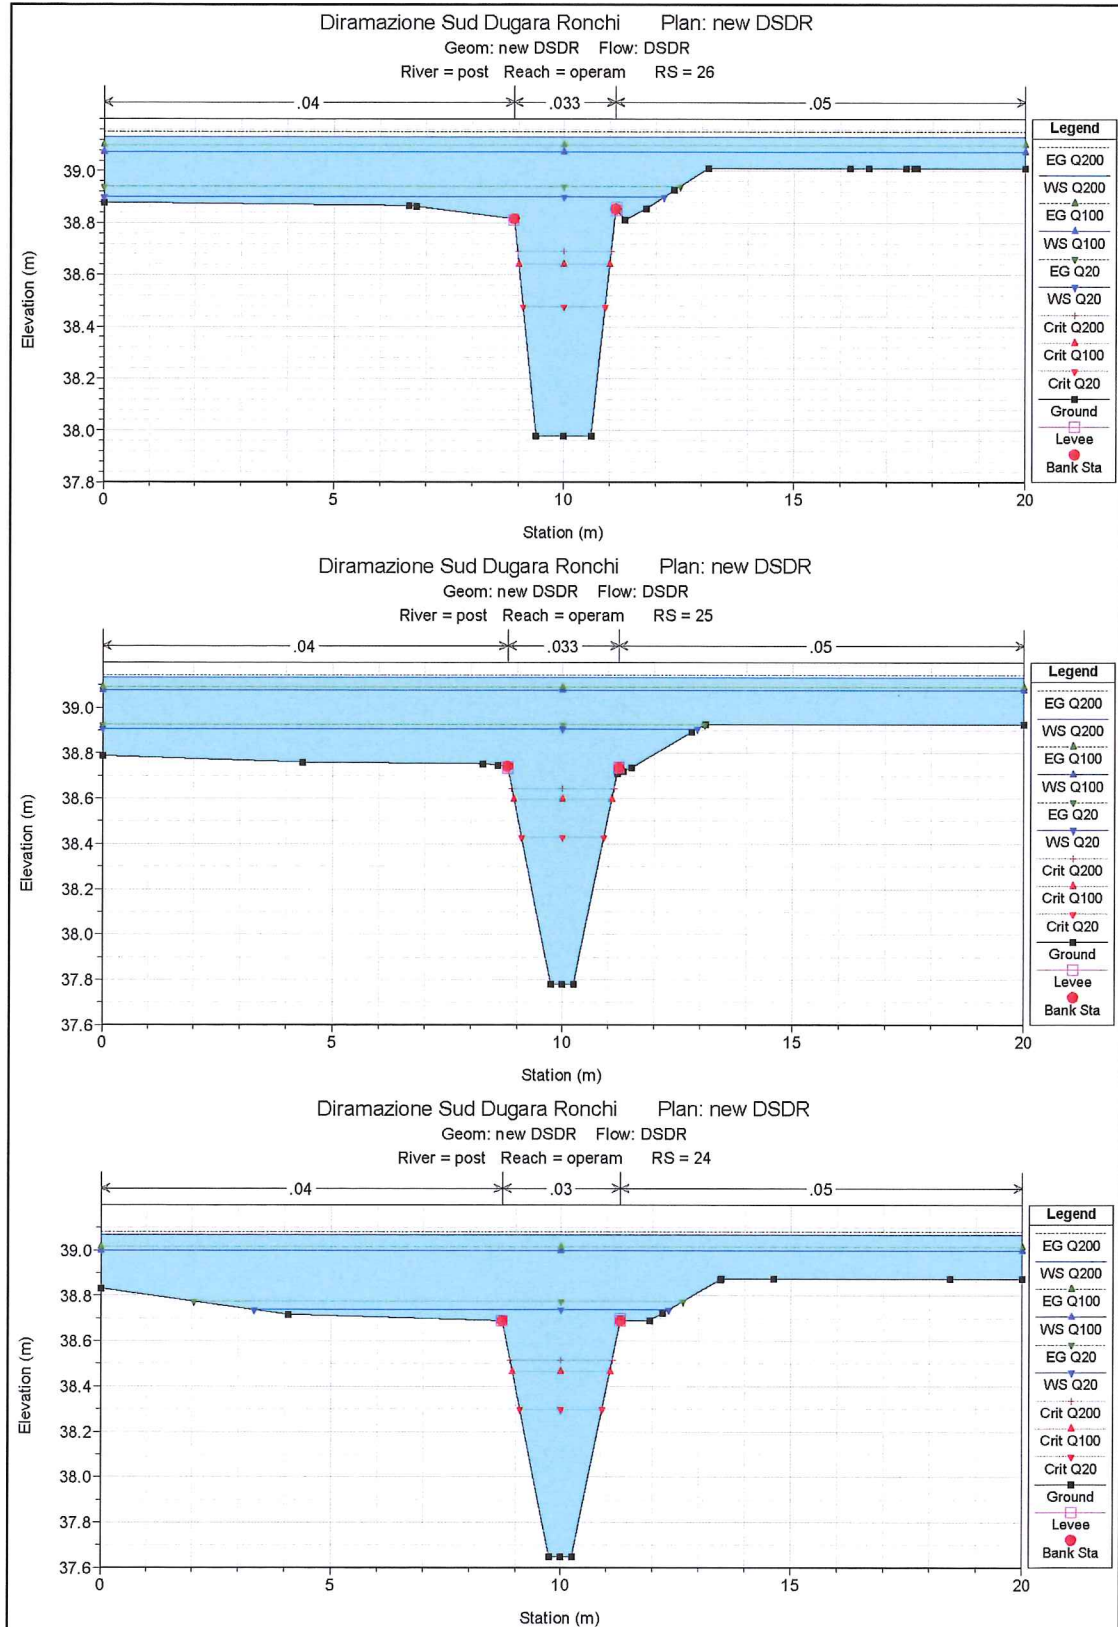 Diramazione Sud Dugara Ronchi Plan: new DSDR
Geom: new DSDR Flow: DSDR
River = post Reach = operam RS = 26
.04 .033 .05
Elevation (m)
39.0
38.8
38.6
38.4
38.2
38.0
37.8
0 5 10 15 20
Station (m)
Legend
EG Q200
WS Q200
EG Q100
WS Q100
EG Q20
WS Q20
Crit Q200
Crit Q100
Crit Q20
Ground
Levee
Bank Sta
Diramazione Sud Dugara Ronchi Plan: new DSDR
Geom: new DSDR Flow: DSDR
River = post Reach = operam RS = 25
.04 .033 .05
Elevation (m)
39.0
38.8
38.6
38.4
38.2
38.0
37.8
37.6
0 5 10 15 20
Station (m)
Legend
EG Q200
WS Q200
EG Q100
WS Q100
EG Q20
WS Q20
Crit Q200
Crit Q100
Crit Q20
Ground
Levee
Bank Sta
Diramazione Sud Dugara Ronchi Plan: new DSDR
Geom: new DSDR Flow: DSDR
River = post Reach = operam RS = 24
.04 .03 .05
Elevation (m)
39.0
38.8
38.6
38.4
38.2
38.0
37.8
37.6
0 5 10 15 20
Station (m)
Legend
EG Q200
WS Q200
EG Q100
WS Q100
EG Q20
WS Q20
Crit Q200
Crit Q100
Crit Q20
Ground
Levee
Bank Sta